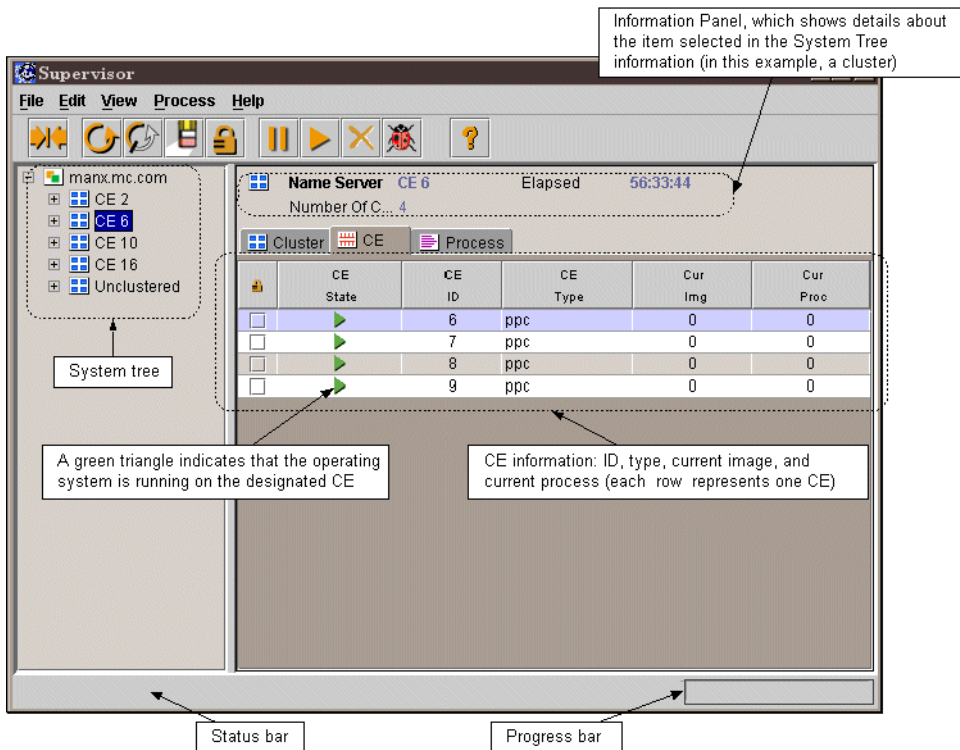 Information Panel, which shows details about
the item selected in the System Tree
information (in this example, a cluster)
Supervisor
File Edit View Process Help
manx.mc.com
CE 2
CE 6
CE 10
CE 16
Unclustered
System tree
Name Server CE 6 Elapsed 56:33:44
Number Of C... 4
Cluster CE Process
CE CE CE Cur Cur
State ID Type Img Proc
6 ppc 0 0
7 ppc 0 0
8 ppc 0 0
9 ppc 0 0
A green triangle indicates that the operating
system is running on the designated CE
CE information: ID, type, current image, and
current process (each row represents one CE)
Status bar
Progress bar